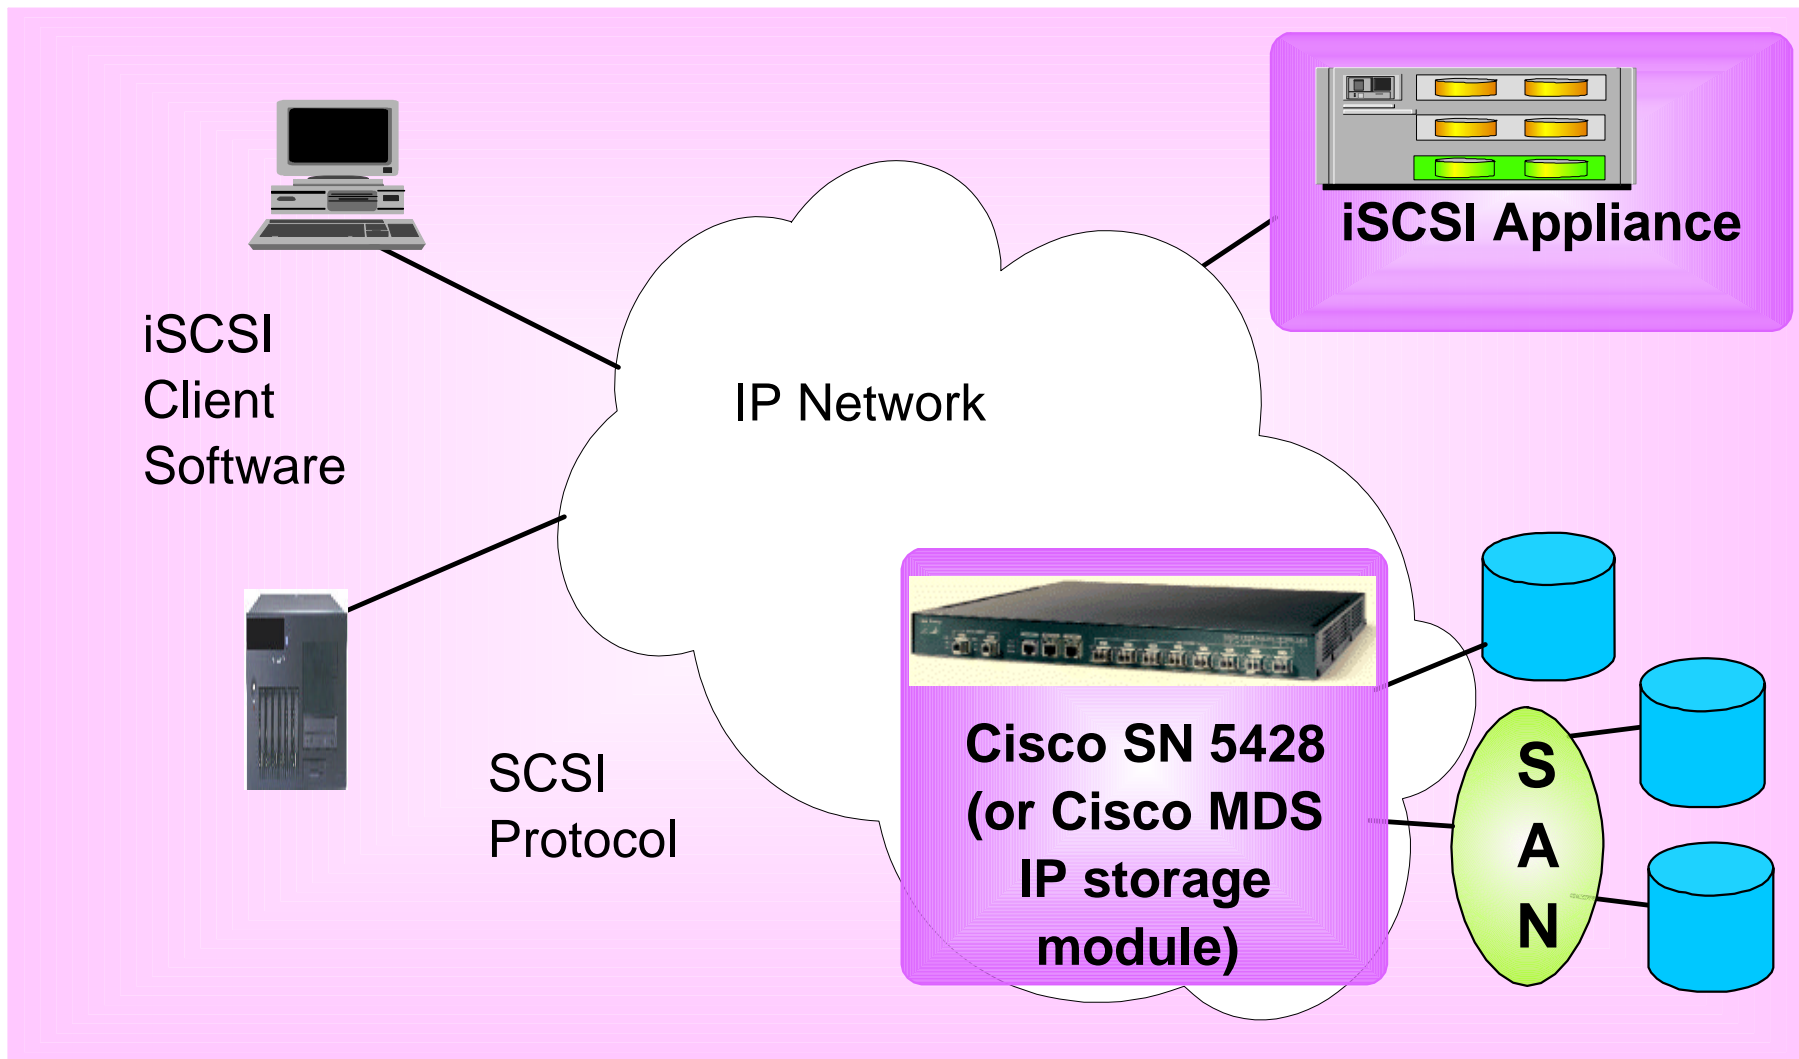 iSCSI Appliance
iSCSI
Client
Software
IP Network
SCSI
Protocol
Cisco SN 5428
(or Cisco MDS
IP storage
module)
S
A
N